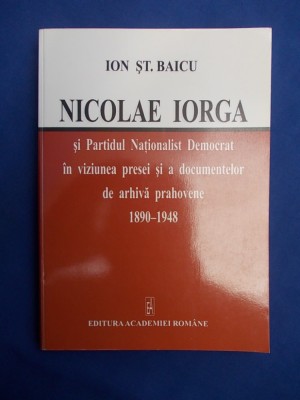 ION ȘT. BAICU
NICOLAE IORGA
și Partidul Naționalist Democrat
în viziunea presei și a documentelor
de arhivă prahovene
1890–1948
EDITURA ACADEMIEI ROMÂNE